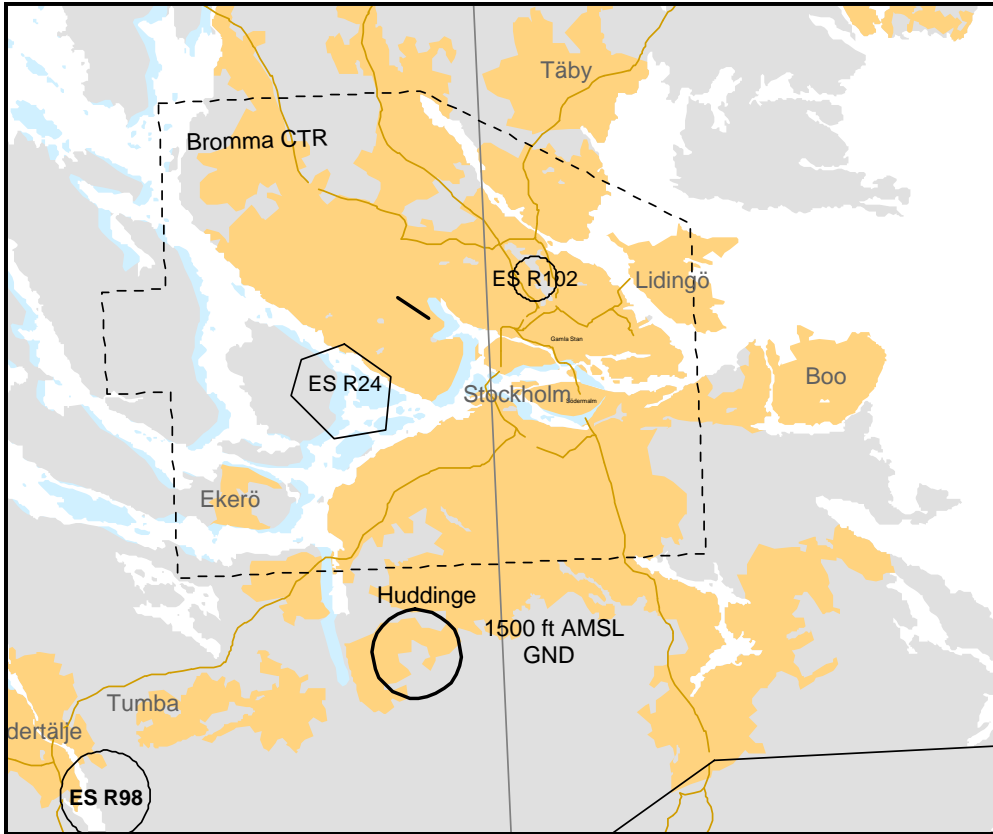 Täby
Bromma CTR
ES R102
Lidingö
Gamla Stan
ES R24
Boo
Stockholm
Södermalm
Ekerö
Huddinge
1500 ft AMSL
GND
Tumba
dertälje
ES R98